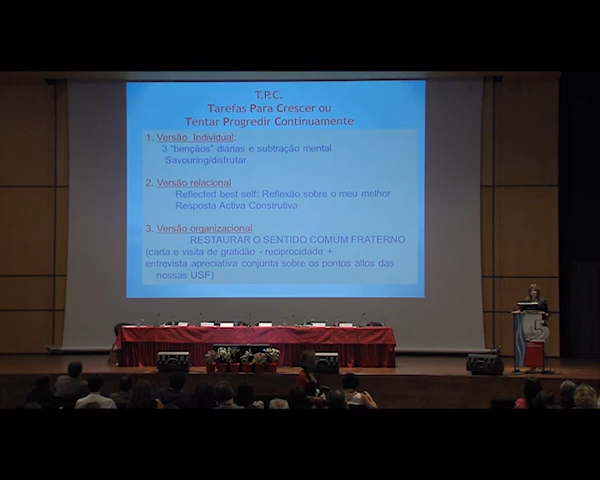 T.P.C.
Tarefas Para Crescer ou
Tentar Progredir Continuamente
1. Versão Individual:
3 “bençãos” diárias e subtração mental
Savouring/disfrutar
2. Versão relacional
Reflected best self: Reflexão sobre o meu melhor
Resposta Activa Construtiva
3. Versão organizacional
RESTAURAR O SENTIDO COMUM FRATERNO
(carta e visita de gratidão - reciprocidade +
entrevista apreciativa conjunta sobre os pontos altos das
nossas USF)
5